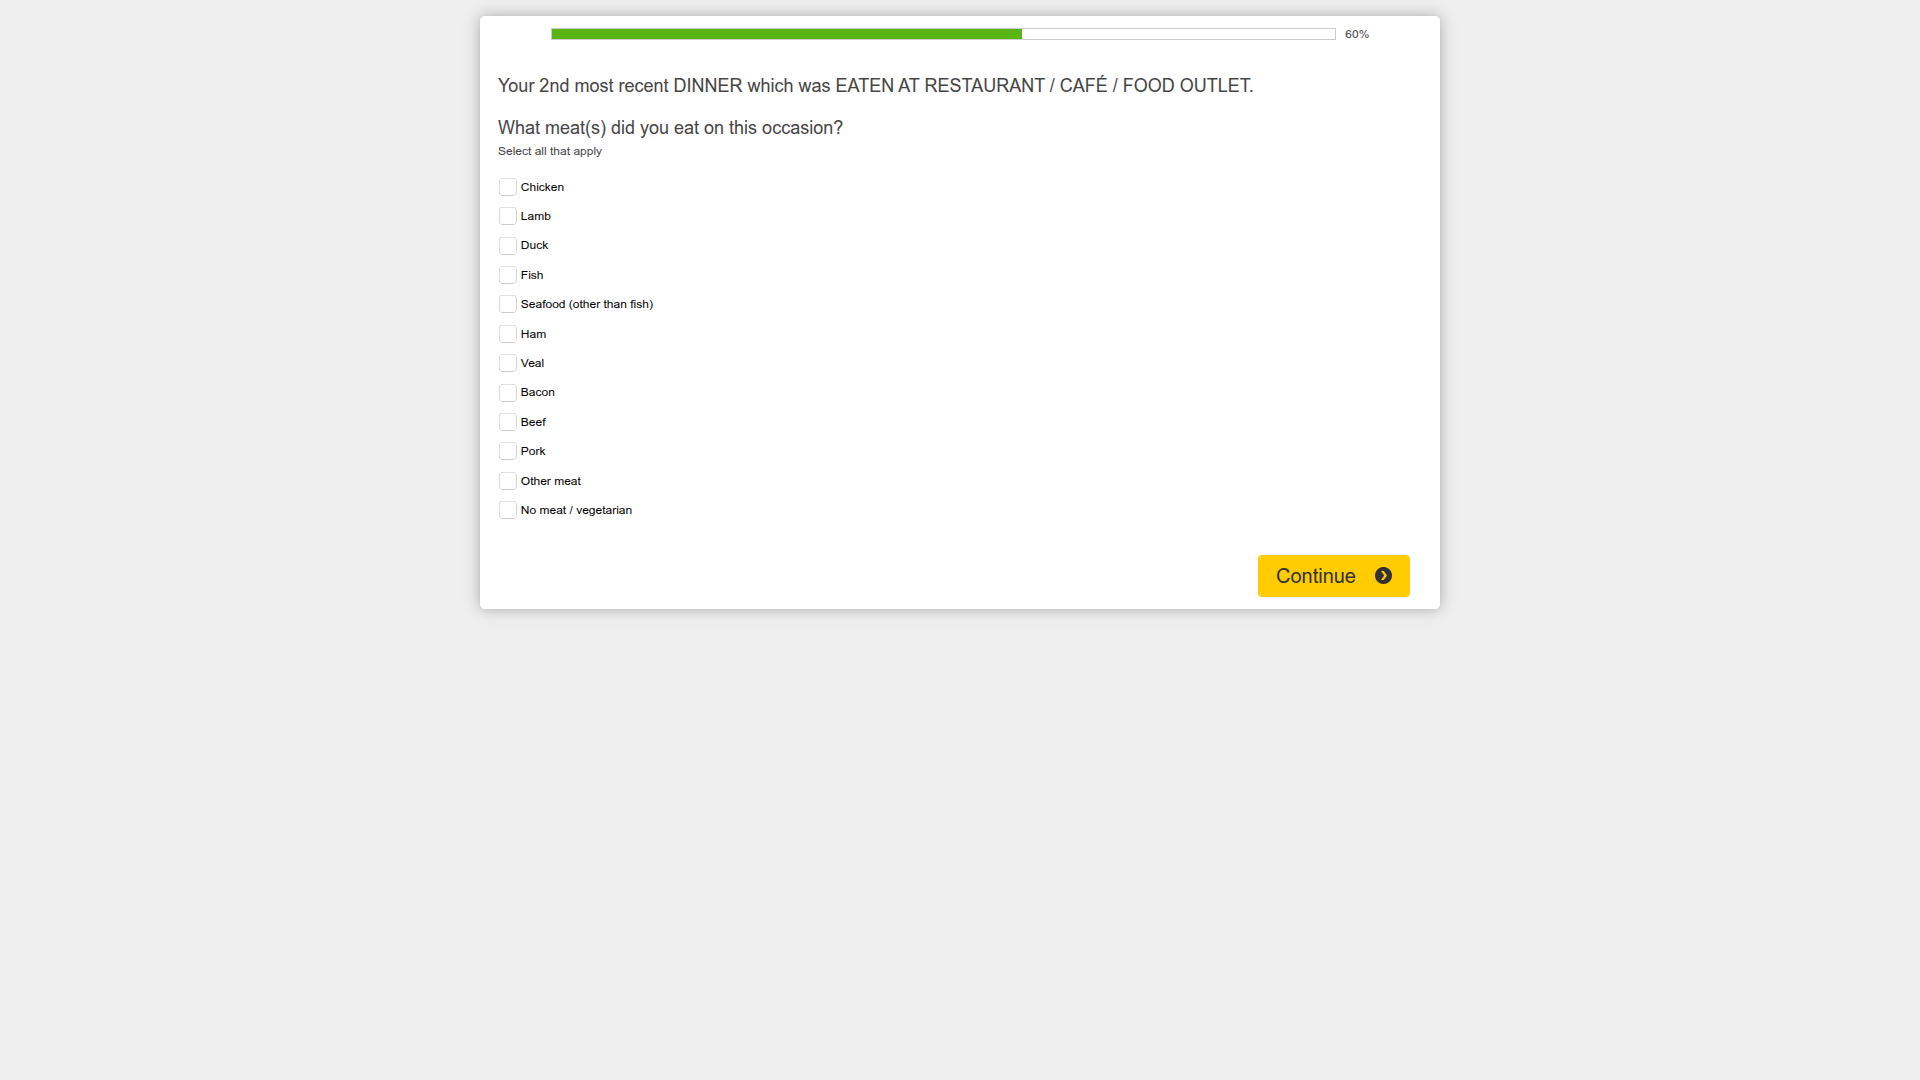 60%
Your 2nd most recent DINNER which was EATEN AT RESTAURANT / CAFÉ / FOOD OUTLET.
What meat(s) did you eat on this occasion?
Select all that apply
Chicken
Lamb
Duck
Fish
Seafood (other than fish)
Ham
Veal
Bacon
Beef
Pork
Other meat
No meat / vegetarian
Continue